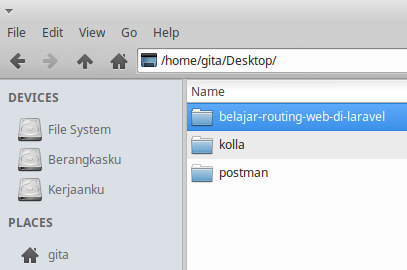 File Edit View Go Help
/home/gita/Desktop/
DEVICES
File System
Berangkasku
Kerjaanku
PLACES
gita
Name
belajar-routing-web-di-laravel
kolla
postman